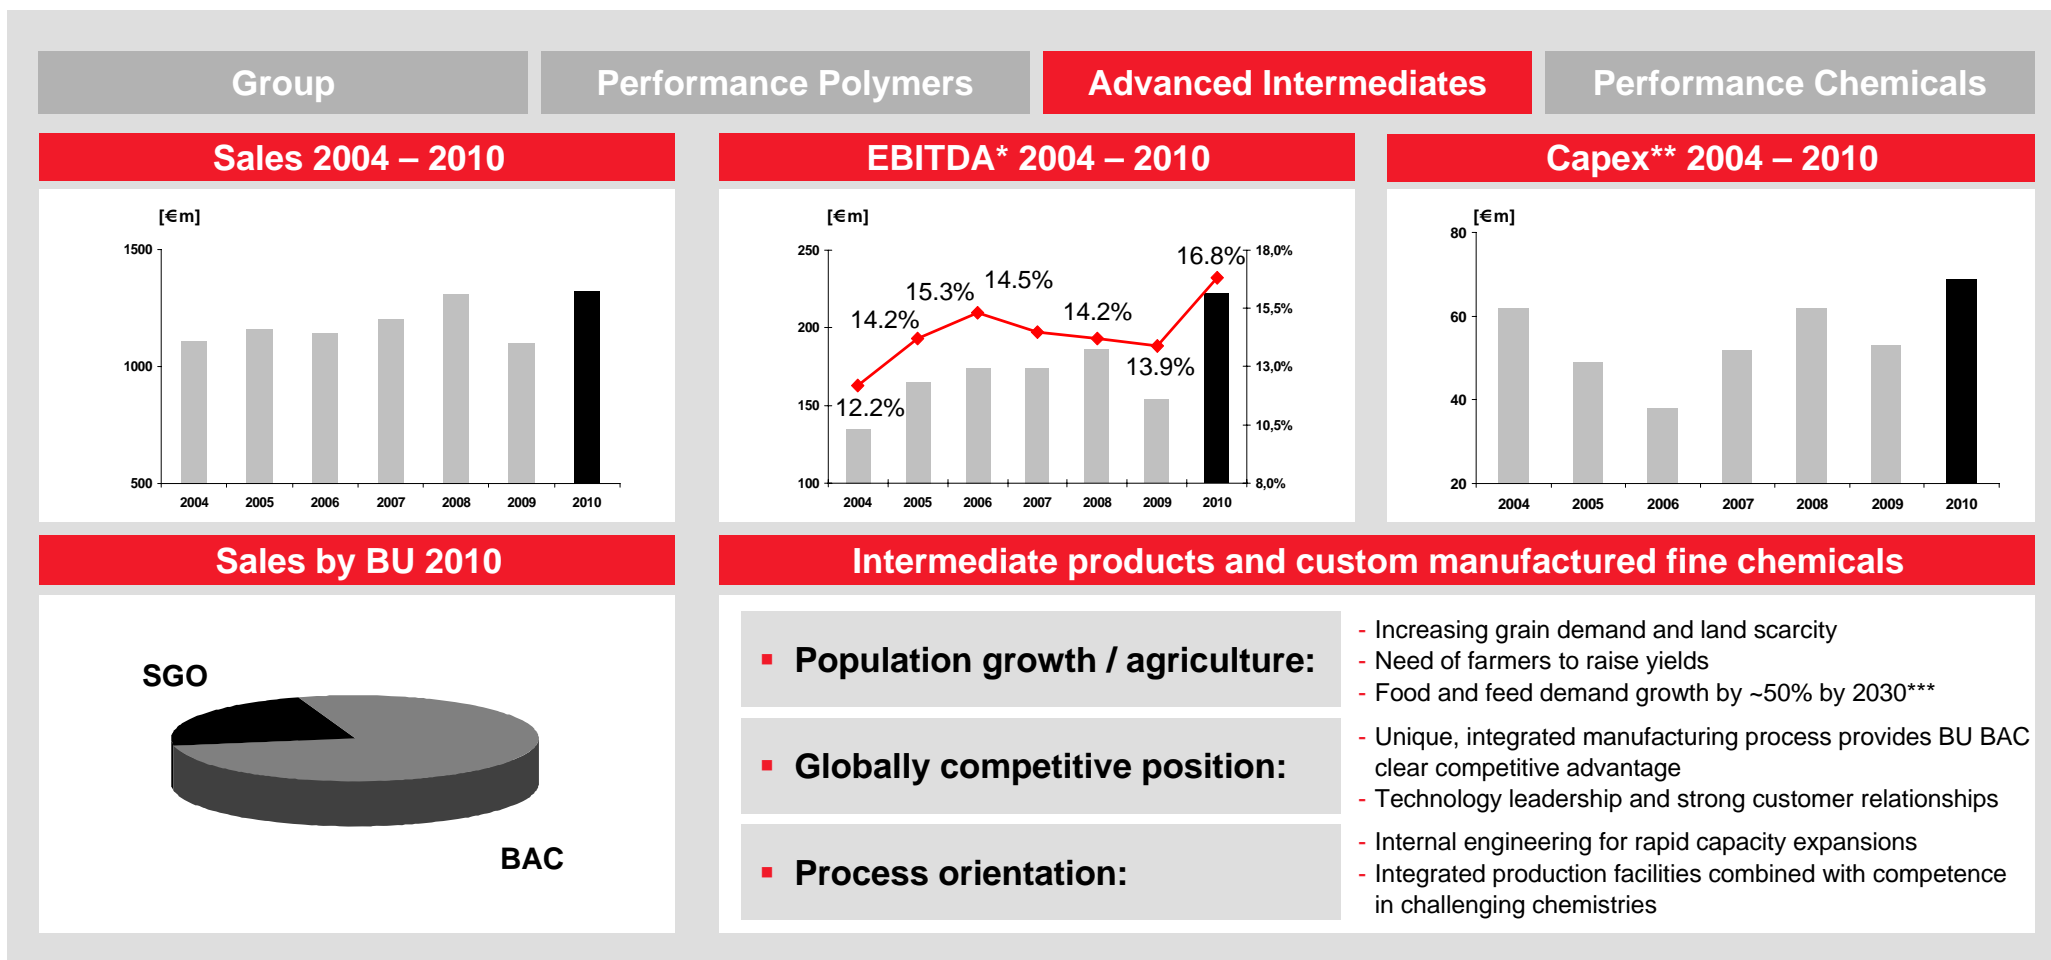 Group
Performance Polymers
Advanced Intermediates
Performance Chemicals
Sales 2004 – 2010
[€m]
1500
1000
500
2004 2005 2006 2007 2008 2009 2010
EBITDA* 2004 – 2010
[€m]
250
200
150
100
18,0%
15,5%
13,0%
10,5%
8,0%
12.2%
14.2%
15.3%
14.5%
14.2%
13.9%
16.8%
2004 2005 2006 2007 2008 2009 2010
Capex** 2004 – 2010
[€m]
80
60
40
20
2004 2005 2006 2007 2008 2009 2010
Sales by BU 2010
SGO
BAC
Intermediate products and custom manufactured fine chemicals
▪ Population growth / agriculture:
- Increasing grain demand and land scarcity
- Need of farmers to raise yields
- Food and feed demand growth by ~50% by 2030***
▪ Globally competitive position:
- Unique, integrated manufacturing process provides BU BAC
clear competitive advantage
- Technology leadership and strong customer relationships
▪ Process orientation:
- Internal engineering for rapid capacity expansions
- Integrated production facilities combined with competence
in challenging chemistries